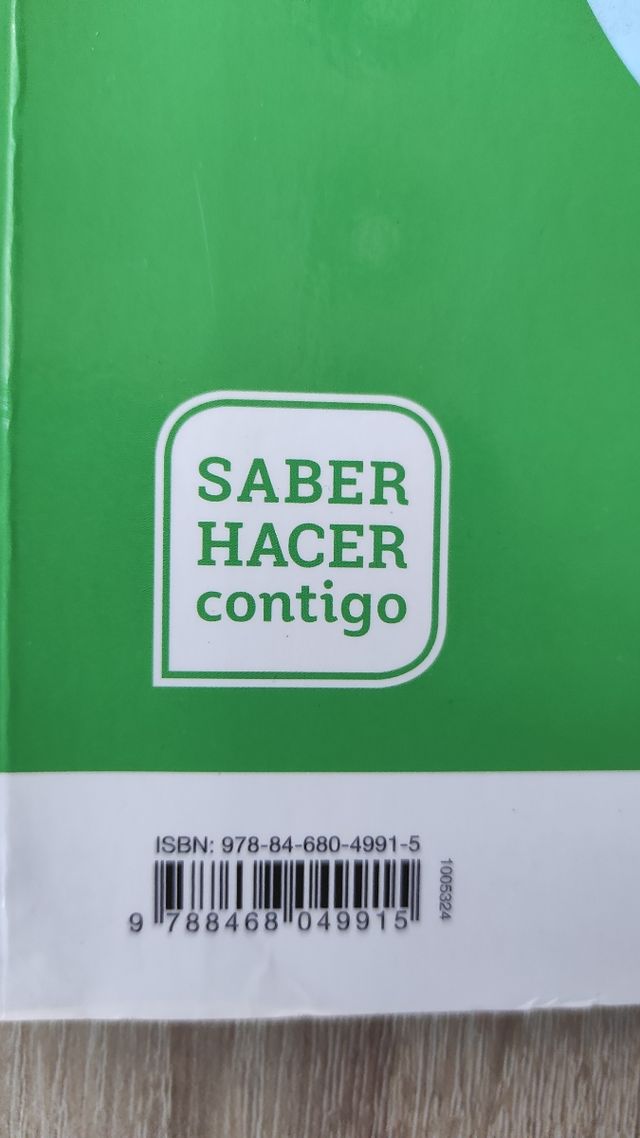 SABER
HACER
contigo
ISBN: 978-84-680-4991-5
1005324
9 788468 049915